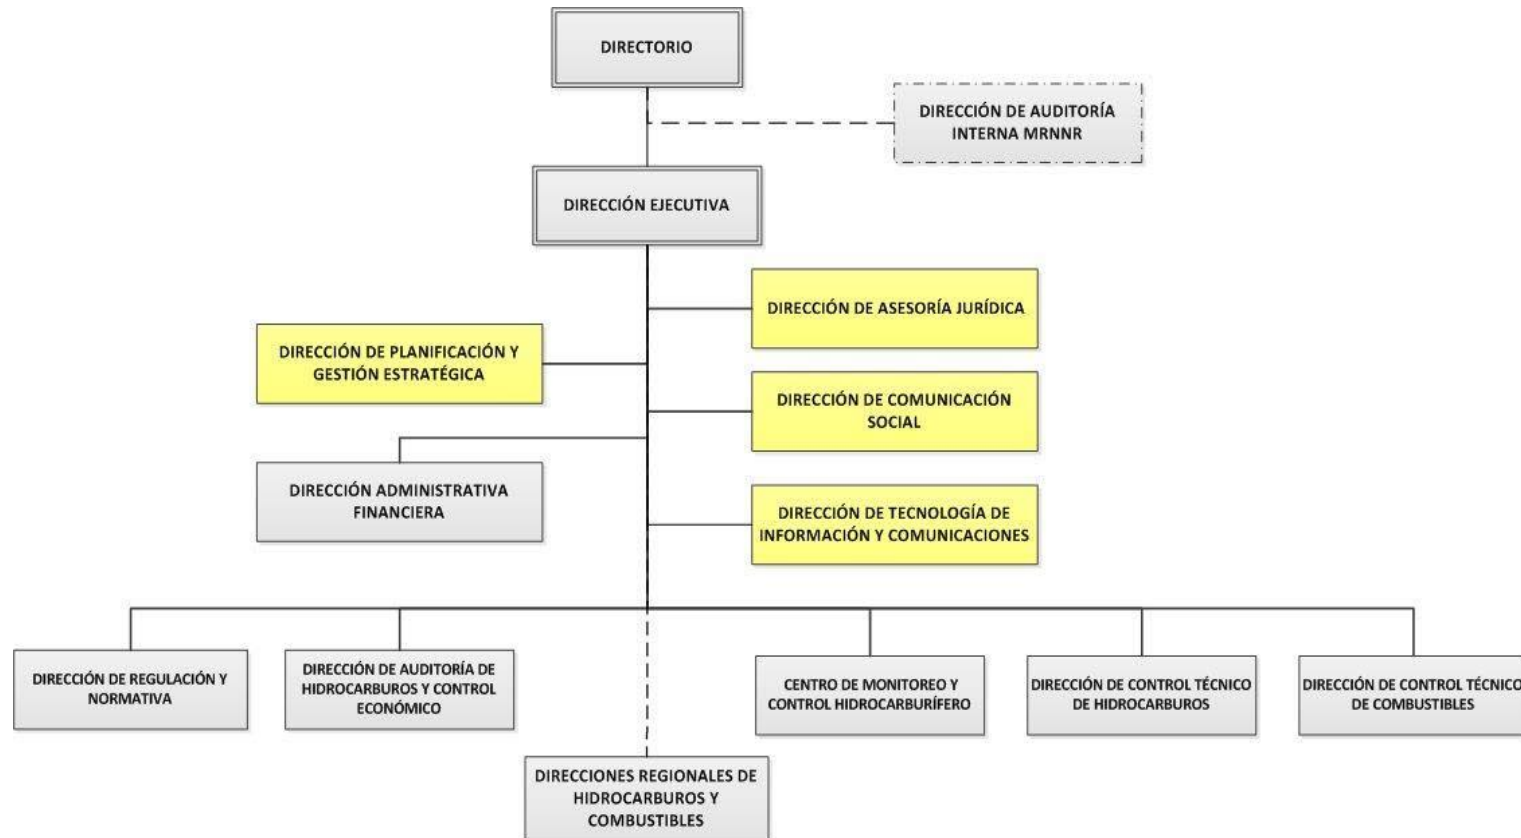 DIRECTORIO
DIRECCIÓN DE AUDITORÍA
INTERNA MRNNR
DIRECCIÓN EJECUTIVA
DIRECCIÓN DE ASESORÍA JURÍDICA
DIRECCIÓN DE PLANIFICACIÓN Y
GESTIÓN ESTRATÉGICA
DIRECCIÓN DE COMUNICACIÓN
SOCIAL
DIRECCIÓN ADMINISTRATIVA
FINANCIERA
DIRECCIÓN DE TECNOLOGÍA DE
INFORMACIÓN Y COMUNICACIONES
DIRECCIÓN DE REGULACIÓN Y
NORMATIVA
DIRECCIÓN DE AUDITORÍA DE
HIDROCARBUROS Y CONTROL
ECONÓMICO
CENTRO DE MONITOREO Y
CONTROL HIDROCARBURÍFERO
DIRECCIÓN DE CONTROL TÉCNICO
DE HIDROCARBUROS
DIRECCIÓN DE CONTROL TÉCNICO
DE COMBUSTIBLES
DIRECCIONES REGIONALES DE
HIDROCARBUROS Y
COMBUSTIBLES